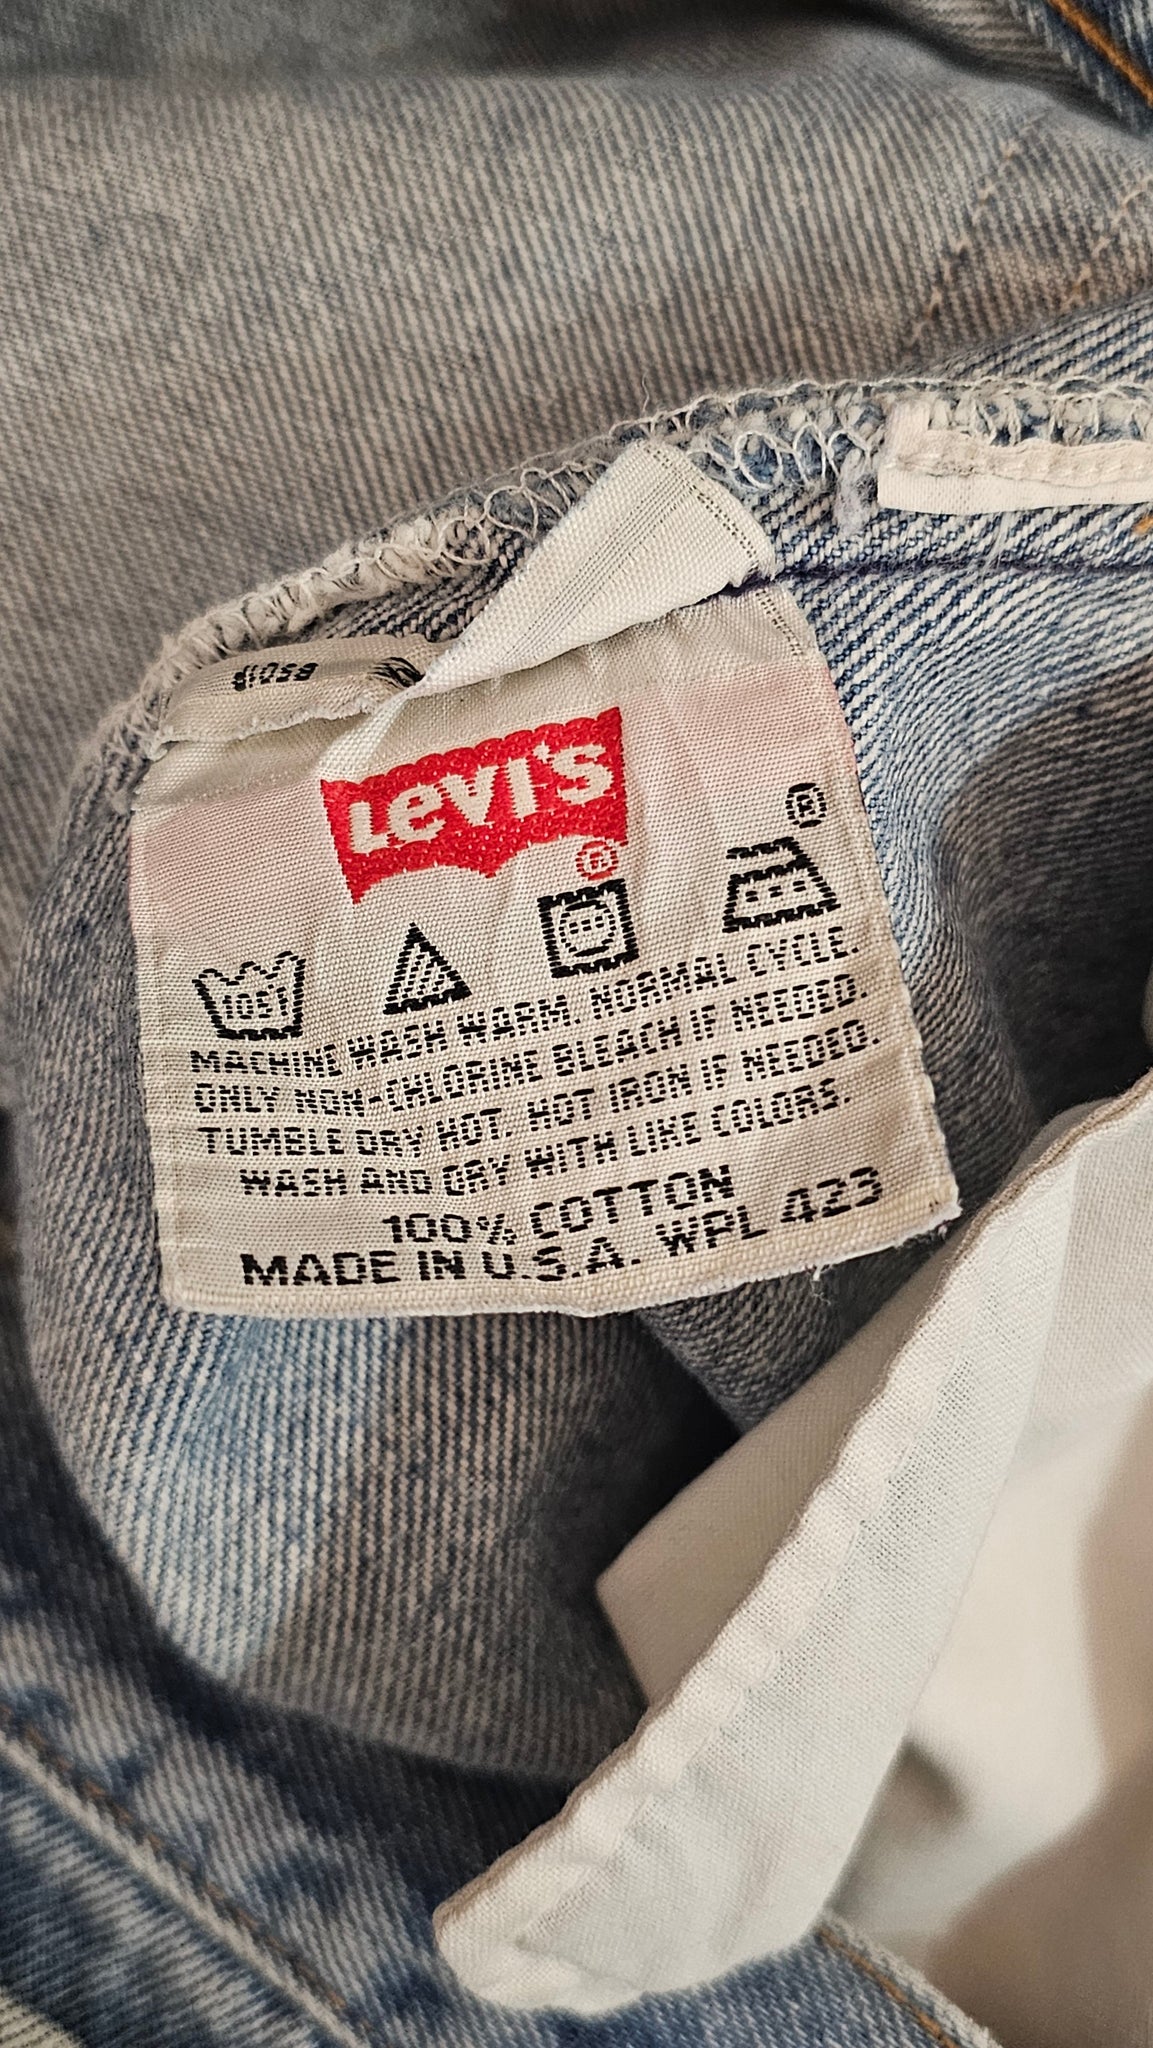 Levi's
®
®
105F
MACHINE WASH WARM. NORMAL CYCLE.
ONLY NON-CHLORINE BLEACH IF NEEDED.
TUMBLE DRY HOT. HOT IRON IF NEEDED.
WASH AND DRY WITH LIKE COLORS.
100% COTTON
MADE IN U.S.A. WPL 423